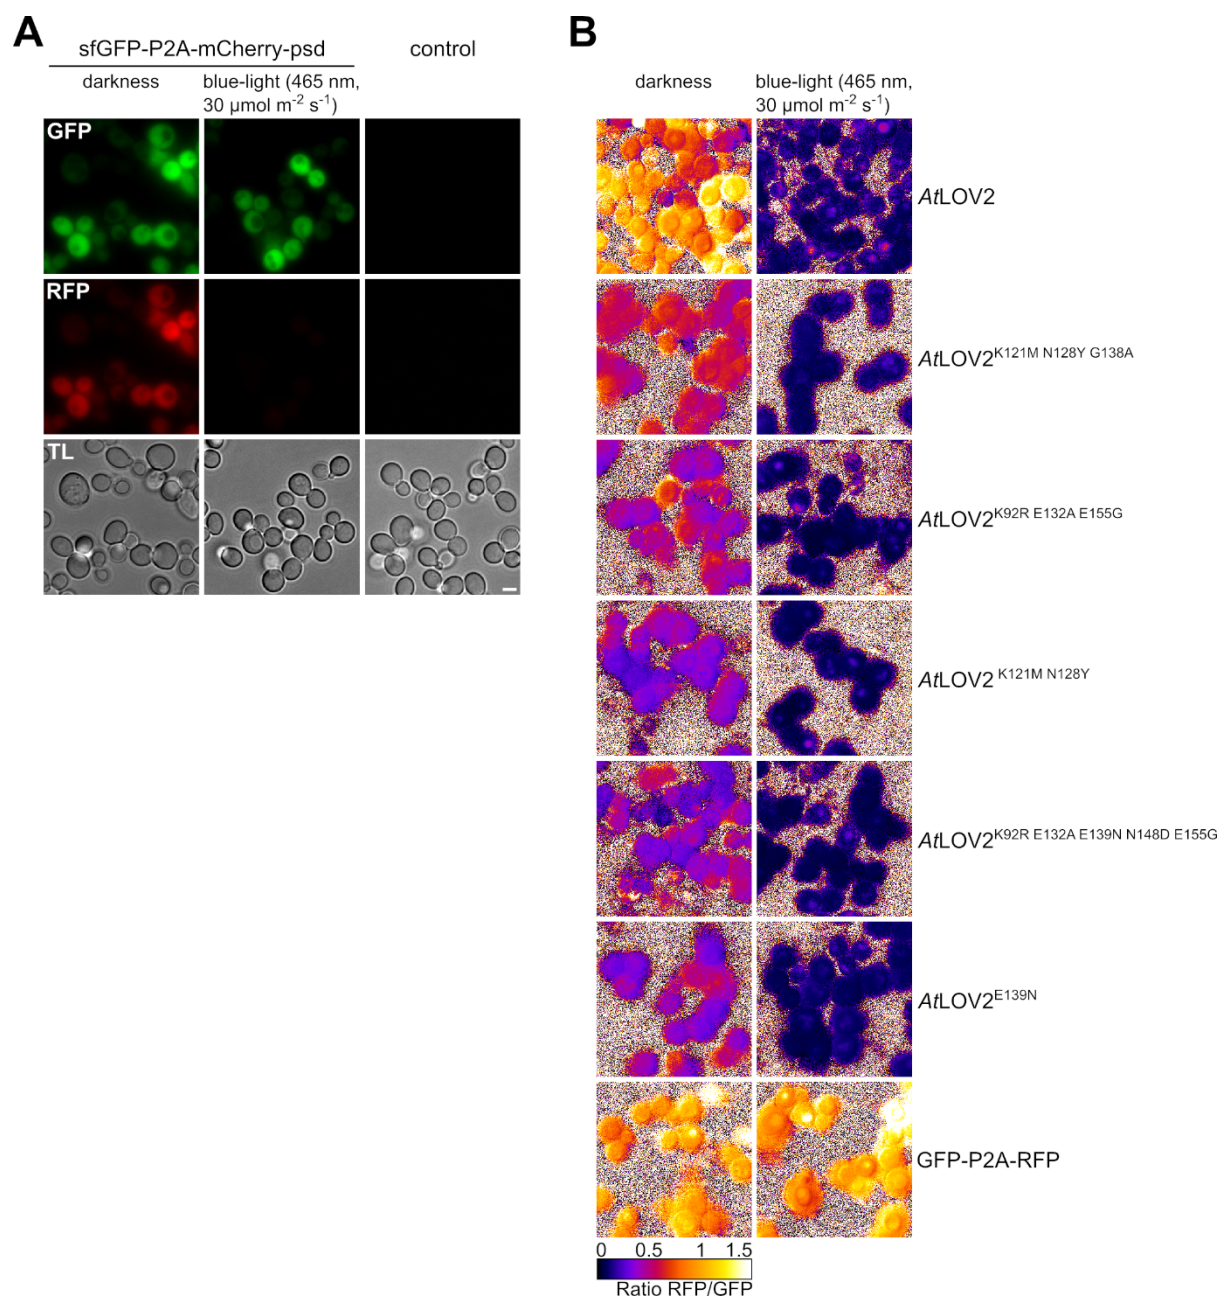 A
sfGFP-P2A-mCherry-psd
control
darkness
blue-light (465 nm,
30 µmol m⁻² s⁻¹)
GFP
RFP
TL
B
darkness
blue-light (465 nm,
30 µmol m⁻² s⁻¹)
AtLOV2
AtLOV2K121M N128Y G138A
AtLOV2K92R E132A E155G
AtLOV2 K121M N128Y
AtLOV2K92R E132A E139N N148D E155G
AtLOV2E139N
GFP-P2A-RFP
0 0.5 1 1.5
Ratio RFP/GFP